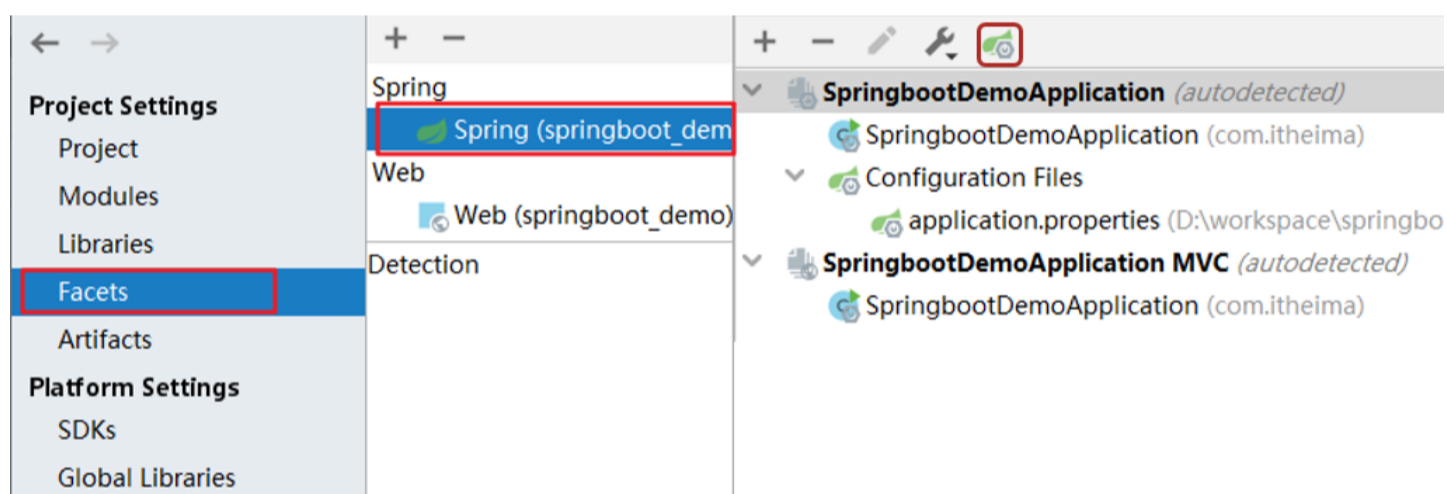 Project Settings
Project
Modules
Libraries
Facets
Artifacts
Platform Settings
SDKs
Global Libraries
Spring
Spring (springboot_dem
Web
Web (springboot_demo)
Detection
SpringbootDemoApplication (autodetected)
SpringbootDemoApplication (com.itheima)
Configuration Files
application.properties (D:\workspace\springbo
SpringbootDemoApplication MVC (autodetected)
SpringbootDemoApplication (com.itheima)